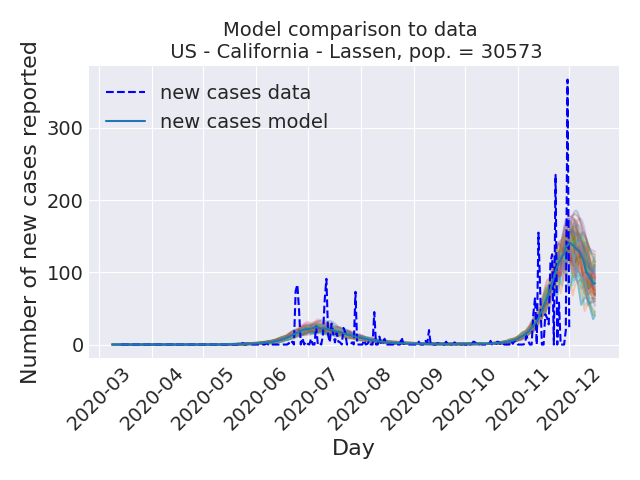 Model comparison to data
US - California - Lassen, pop. = 30573
new cases data
new cases model
Number of new cases reported
300
200
100
0
2020-03
2020-04
2020-05
2020-06
2020-07
2020-08
2020-09
2020-10
2020-11
2020-12
Day